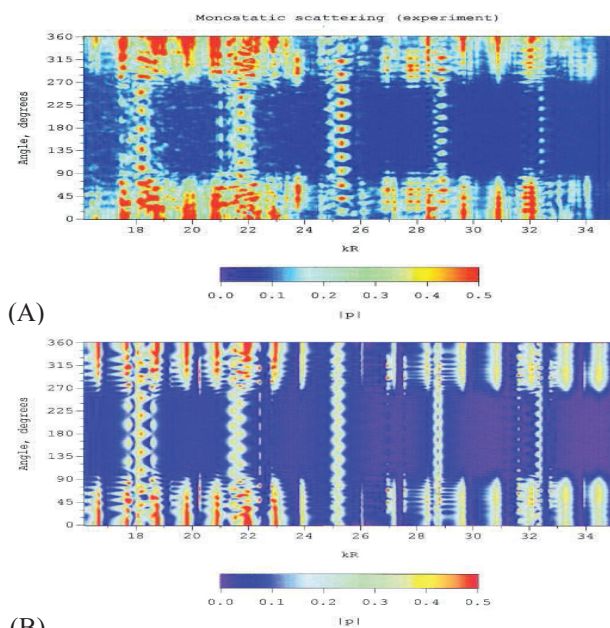 Monostatic scattering (experiment)
360
315
270
225
180
135
90
45
0
Angle, degrees
18 20 22 24 26 28 30 32 34
kR
0.0 0.1 0.2 0.3 0.4 0.5
|p|
(A)
360
315
270
225
180
135
90
45
0
Angle, degrees
18 20 22 24 26 28 30 32 34
kR
0.0 0.1 0.2 0.3 0.4 0.5
|p|
(B)